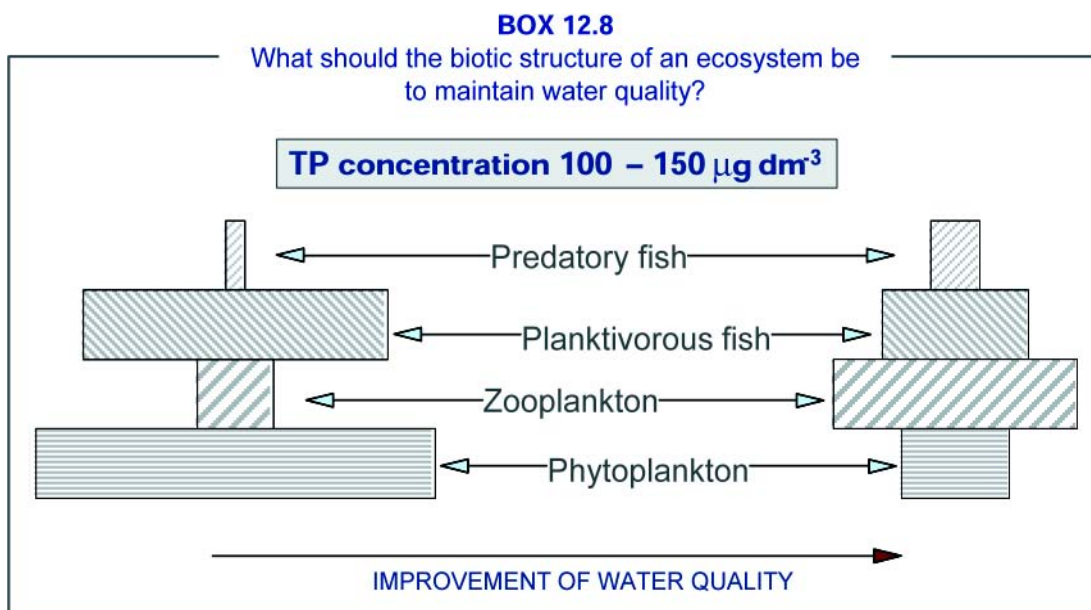 BOX 12.8
What should the biotic structure of an ecosystem be
to maintain water quality?
TP concentration 100 – 150 µg dm-3
Predatory fish
Planktivorous fish
Zooplankton
Phytoplankton
IMPROVEMENT OF WATER QUALITY